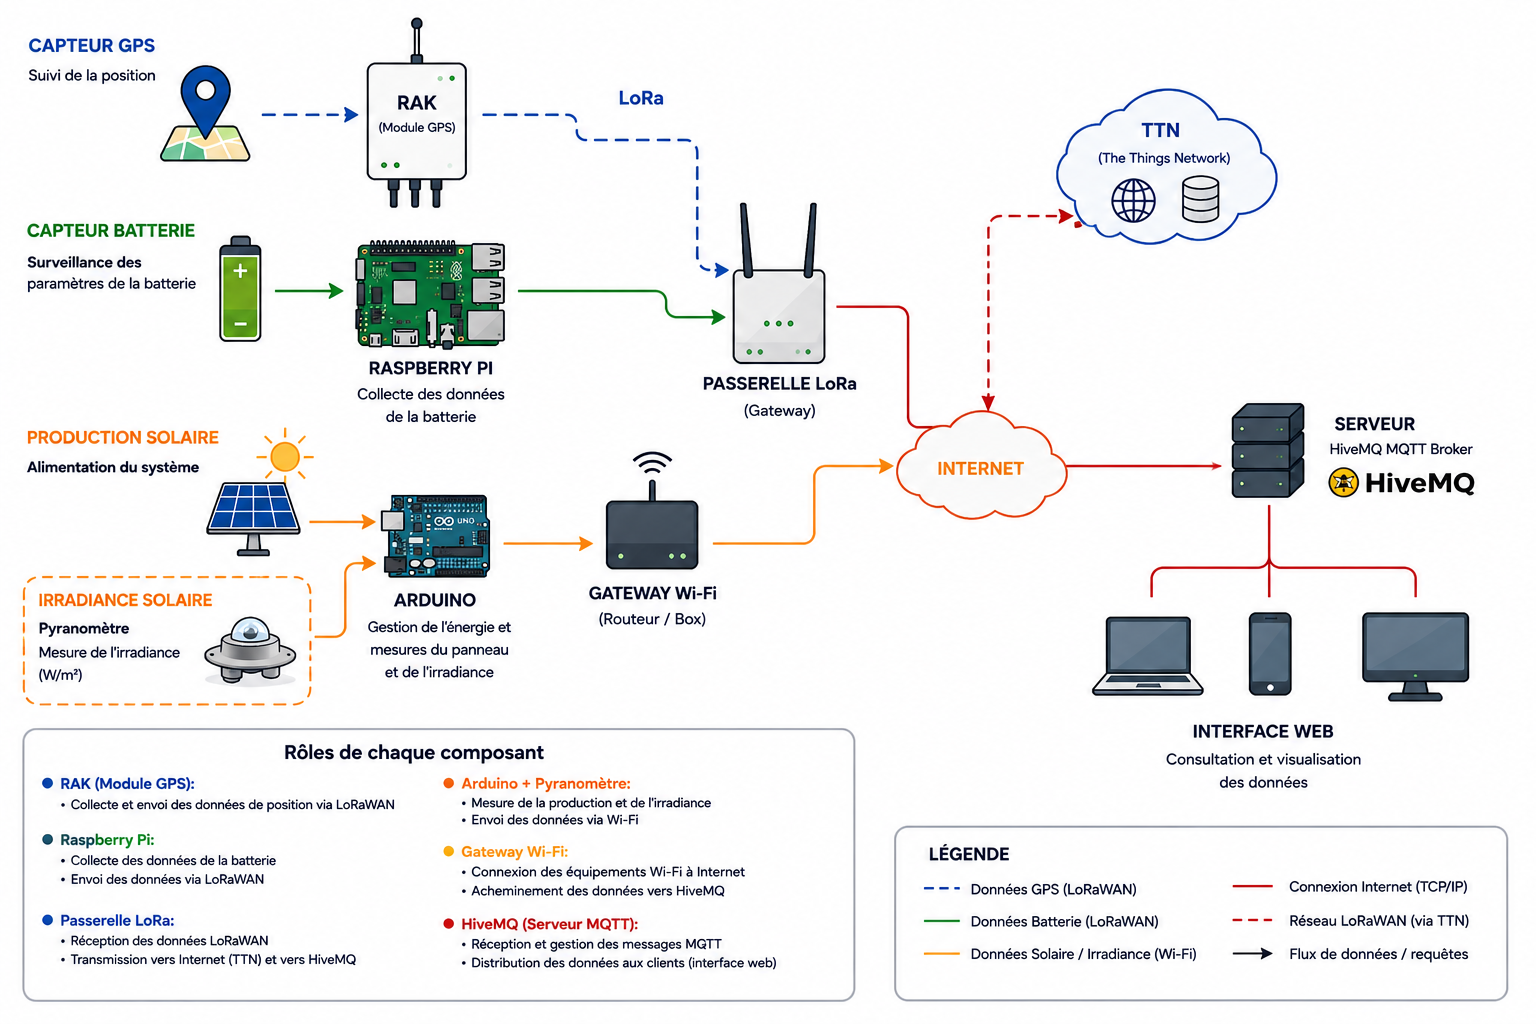 CAPTEUR GPS
Suivi de la position
RAK
(Module GPS)
LoRa
TTN
(The Things Network)
CAPTEUR BATTERIE
Surveillance des
paramètres de la batterie
+
−
RASPBERRY PI
Collecte des données
de la batterie
PASSERELLE LoRa
(Gateway)
PRODUCTION SOLAIRE
Alimentation du système
INTERNET
SERVEUR
HiveMQ MQTT Broker
HiveMQ
UNO
ARDUINO
Gestion de l'énergie et
mesures du panneau
et de l'irradiance
GATEWAY Wi-Fi
(Routeur / Box)
IRRADIANCE SOLAIRE
Pyranomètre
Mesure de l'irradiance
(W/m²)
INTERFACE WEB
Consultation et visualisation
des données
Rôles de chaque composant
RAK (Module GPS):
• Collecte et envoi des données de position via LoRaWAN
Raspberry Pi:
• Collecte des données de la batterie
• Envoi des données via LoRaWAN
Passerelle LoRa:
• Réception des données LoRaWAN
• Transmission vers Internet (TTN) et vers HiveMQ
Arduino + Pyranomètre:
• Mesure de la production et de l'irradiance
• Envoi des données via Wi-Fi
Gateway Wi-Fi:
• Connexion des équipements Wi-Fi à Internet
• Acheminement des données vers HiveMQ
HiveMQ (Serveur MQTT):
• Réception et gestion des messages MQTT
• Distribution des données aux clients (interface web)
LÉGENDE
Données GPS (LoRaWAN)
Données Batterie (LoRaWAN)
Données Solaire / Irradiance (Wi-Fi)
Connexion Internet (TCP/IP)
Réseau LoRaWAN (via TTN)
Flux de données / requêtes